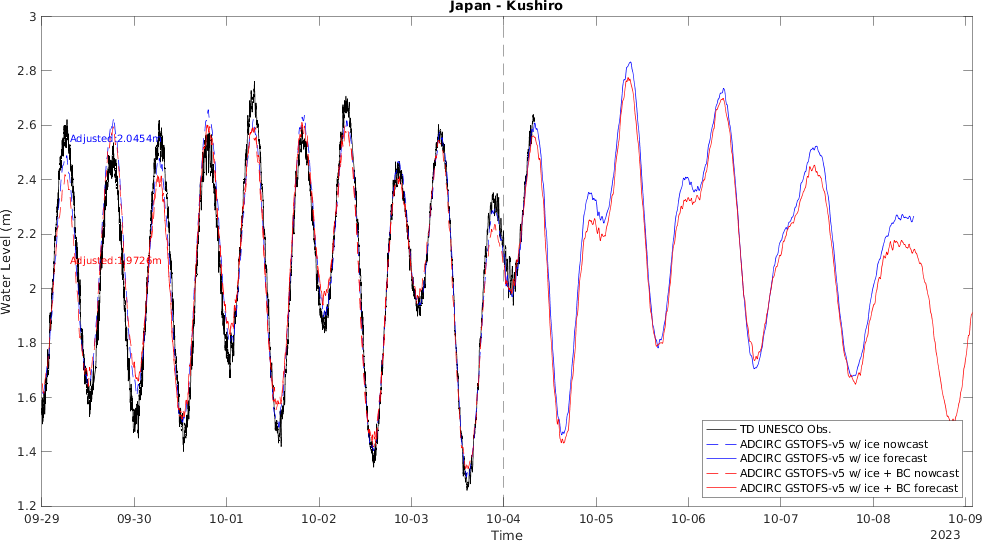 Japan - Kushiro
Water Level (m)
3
2.8
2.6
2.4
2.2
2
1.8
1.6
1.4
1.2
Adjusted:2.0454m
Adjusted:1.9726m
TD UNESCO Obs.
ADCIRC GSTOFS-v5 w/ ice nowcast
ADCIRC GSTOFS-v5 w/ ice forecast
ADCIRC GSTOFS-v5 w/ ice + BC nowcast
ADCIRC GSTOFS-v5 w/ ice + BC forecast
09-29 09-30 10-01 10-02 10-03 10-04 10-05 10-06 10-07 10-08 10-09
Time
2023